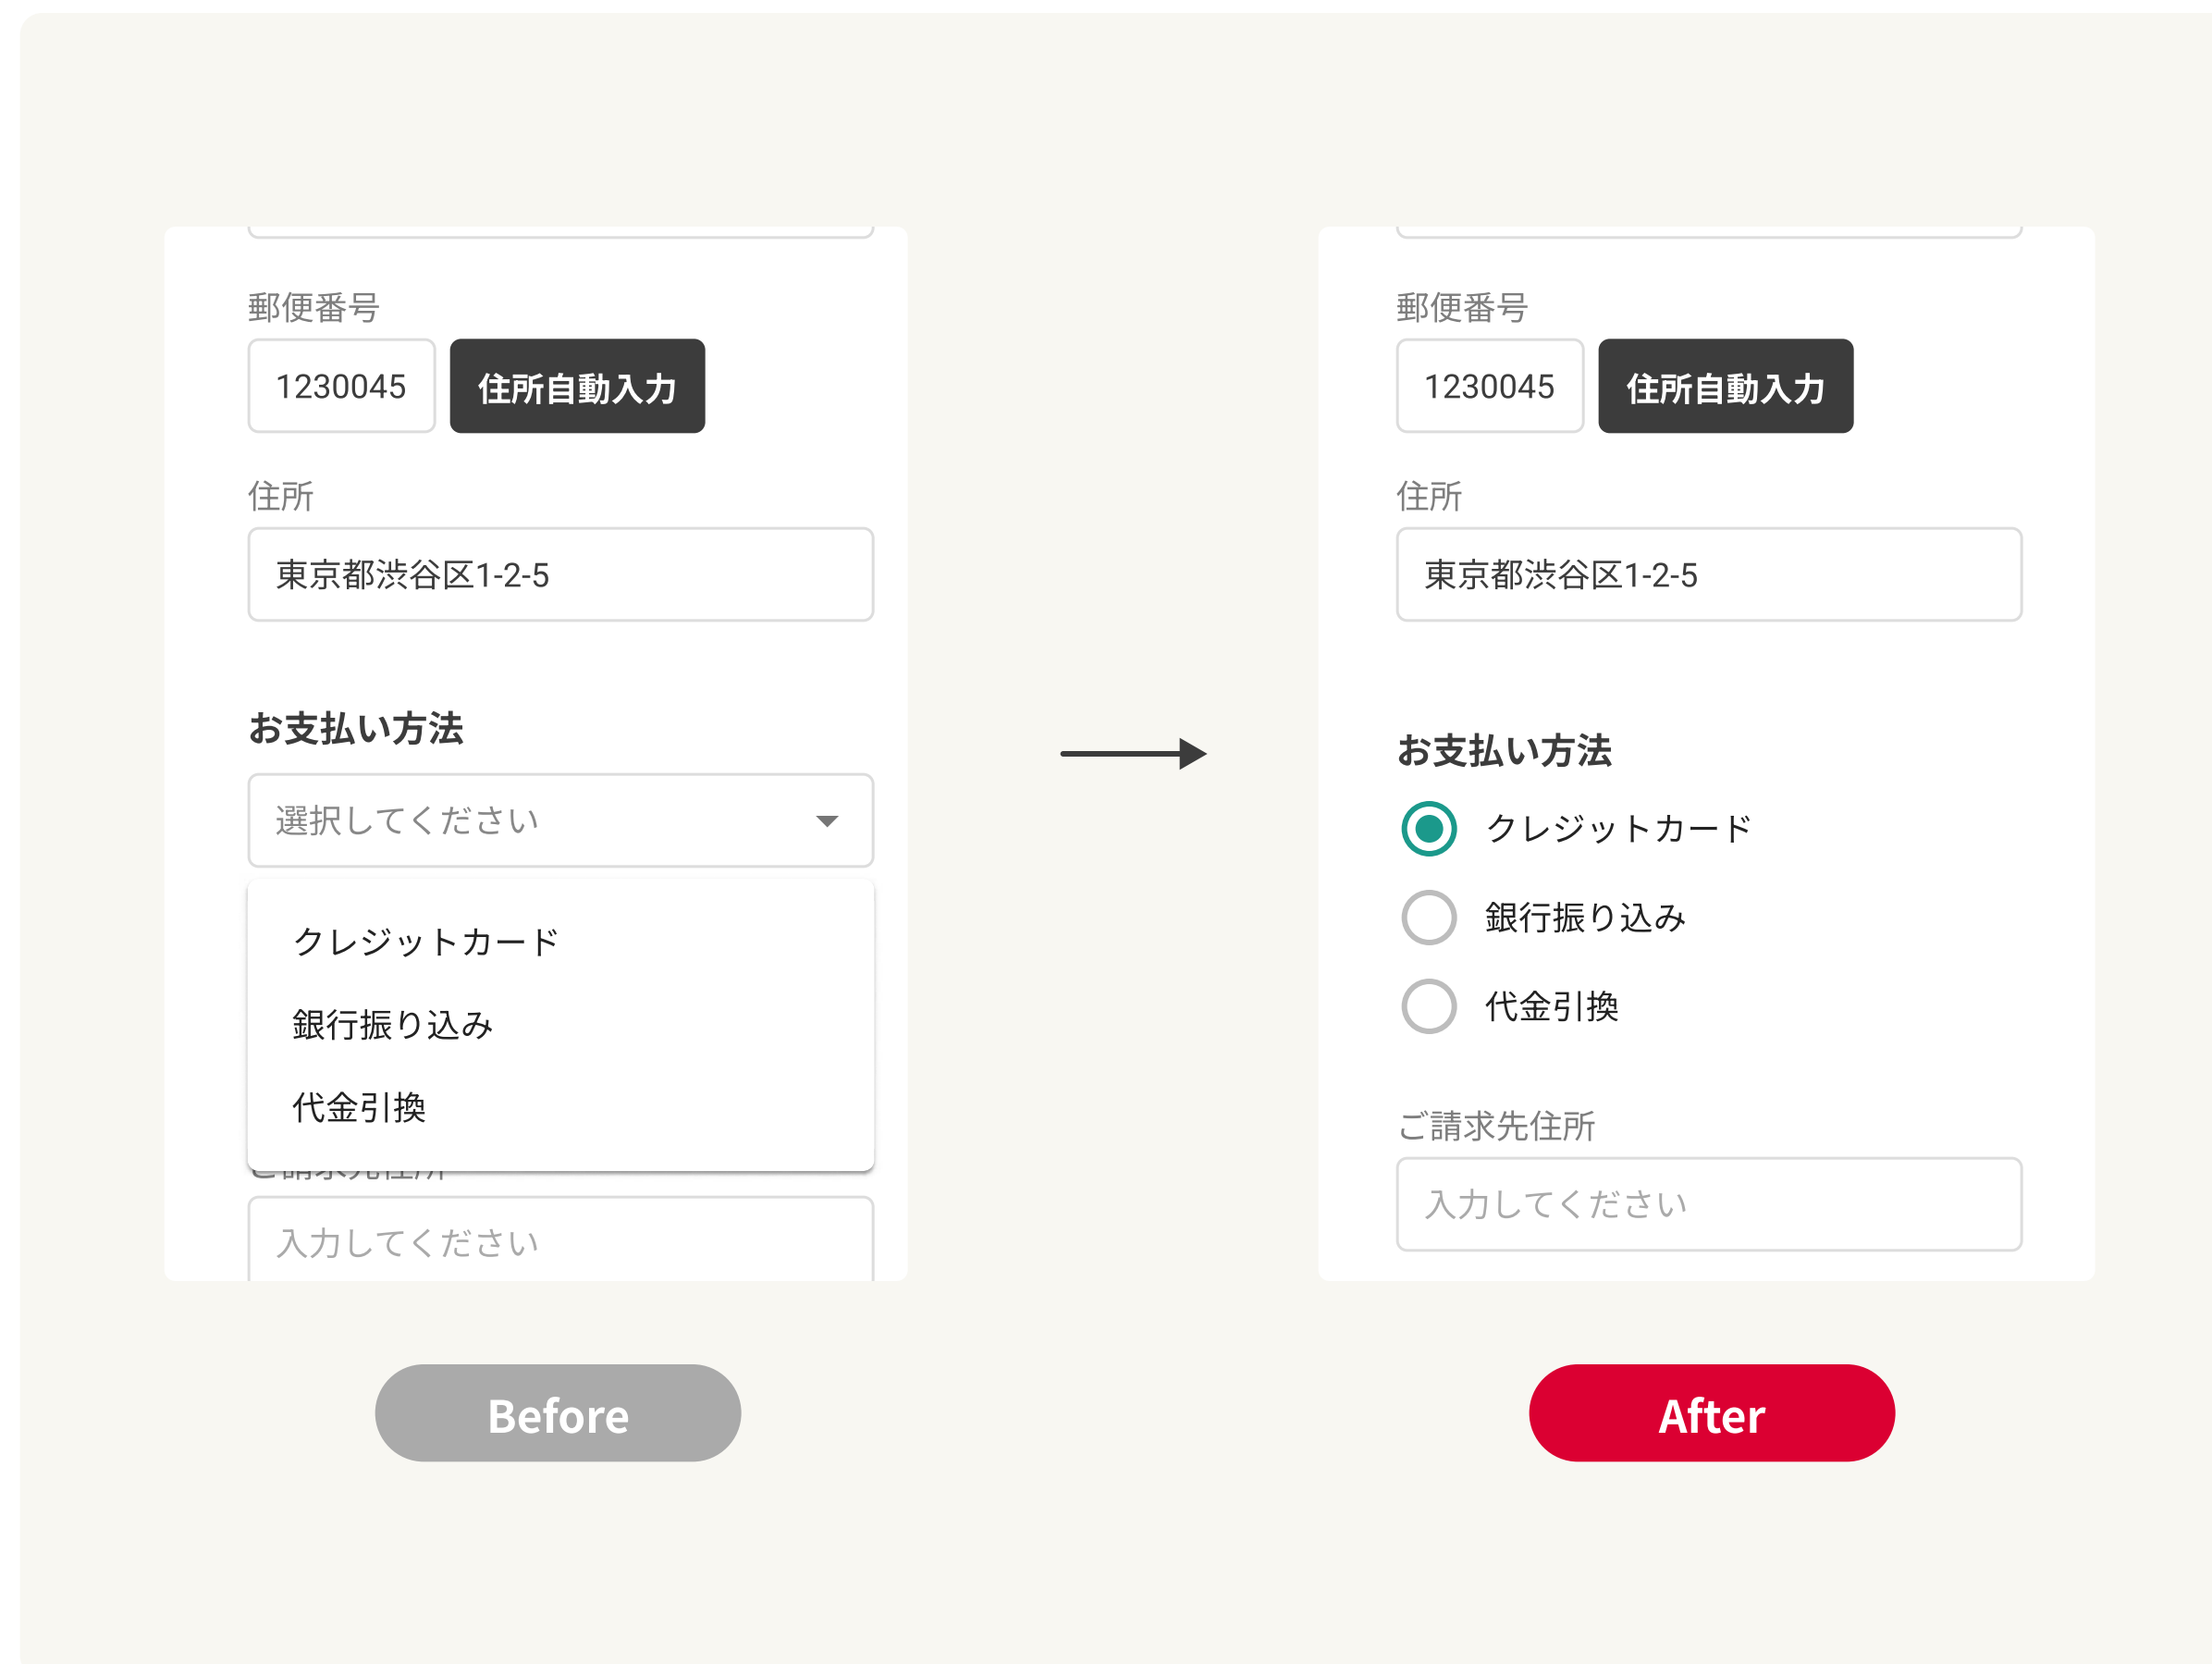 郵便番号
1230045 住所自動入力
住所
東京都渋谷区1-2-5
お支払い方法
選択してください
クレジットカード
銀行振り込み
代金引換
入力してください
Before
郵便番号
1230045 住所自動入力
住所
東京都渋谷区1-2-5
お支払い方法
クレジットカード
銀行振り込み
代金引換
ご請求先住所
入力してください
After